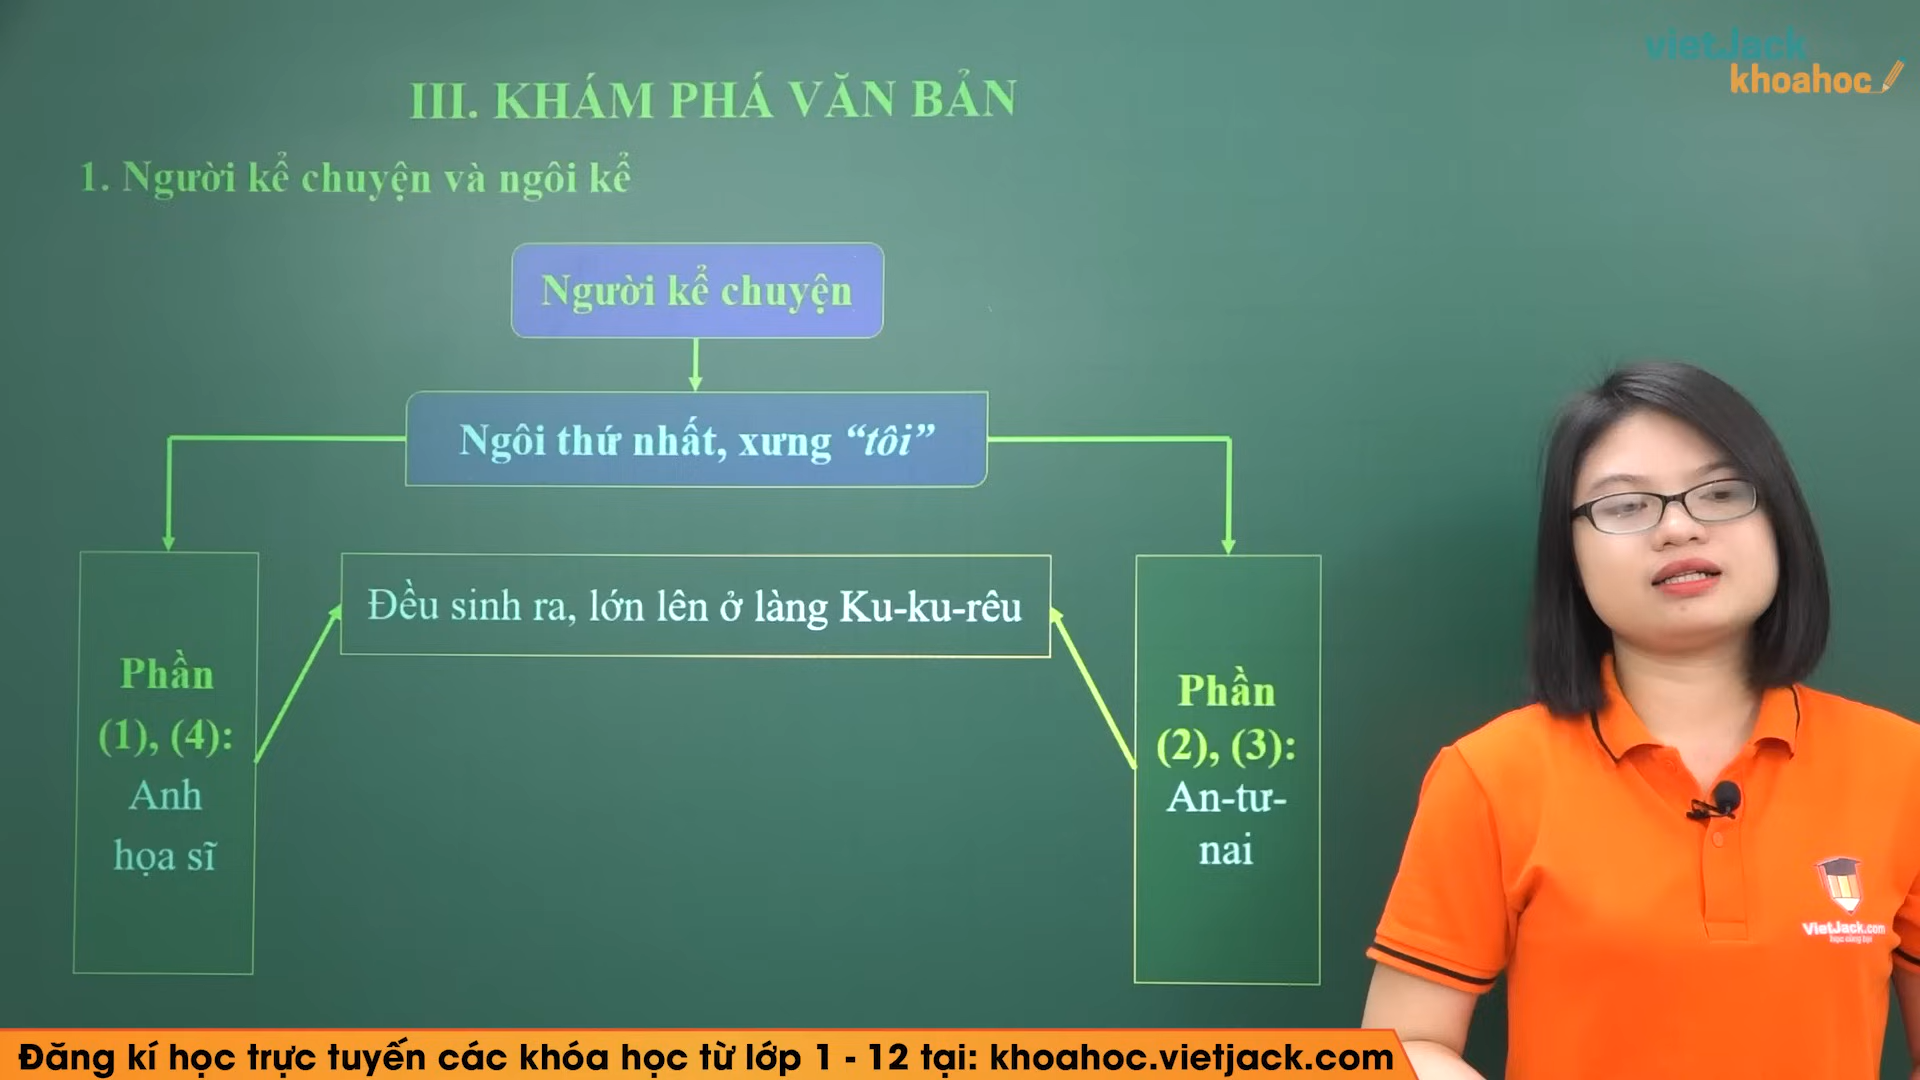 vietJack
khoahoc
III. KHÁM PHÁ VĂN BẢN
1. Người kể chuyện và ngôi kể
Người kể chuyện
Ngôi thứ nhất, xưng “tôi”
Đều sinh ra, lớn lên ở làng Ku-ku-rêu
Phần
(1), (4):
Anh
họa sĩ
Phần
(2), (3):
An-tư-
nai
VietJack.com
học cùng bạn
Đăng kí học trực tuyến các khóa học từ lớp 1 - 12 tại: khoahoc.vietjack.com